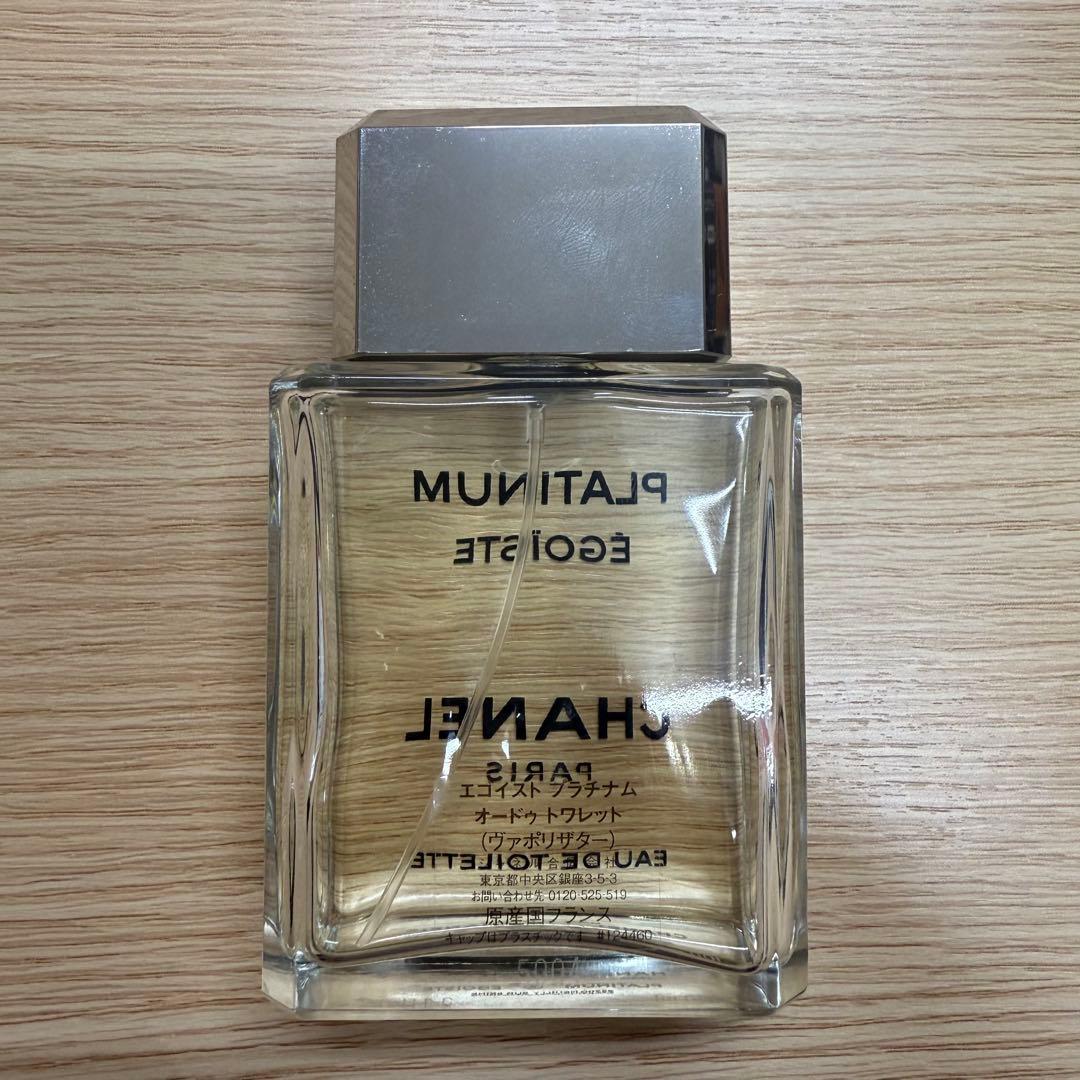 PLATINUM
ÉGOÏSTE
CHANEL
PARIS
エゴイスト プラチナム
オードゥ トワレット
(ヴァポリザター)
EAU DE TOILETTE
東京都中央区銀座3-5-3
お問い合わせ先 0120-525-519
原産国フランス
キャップはプラスチックです #124460